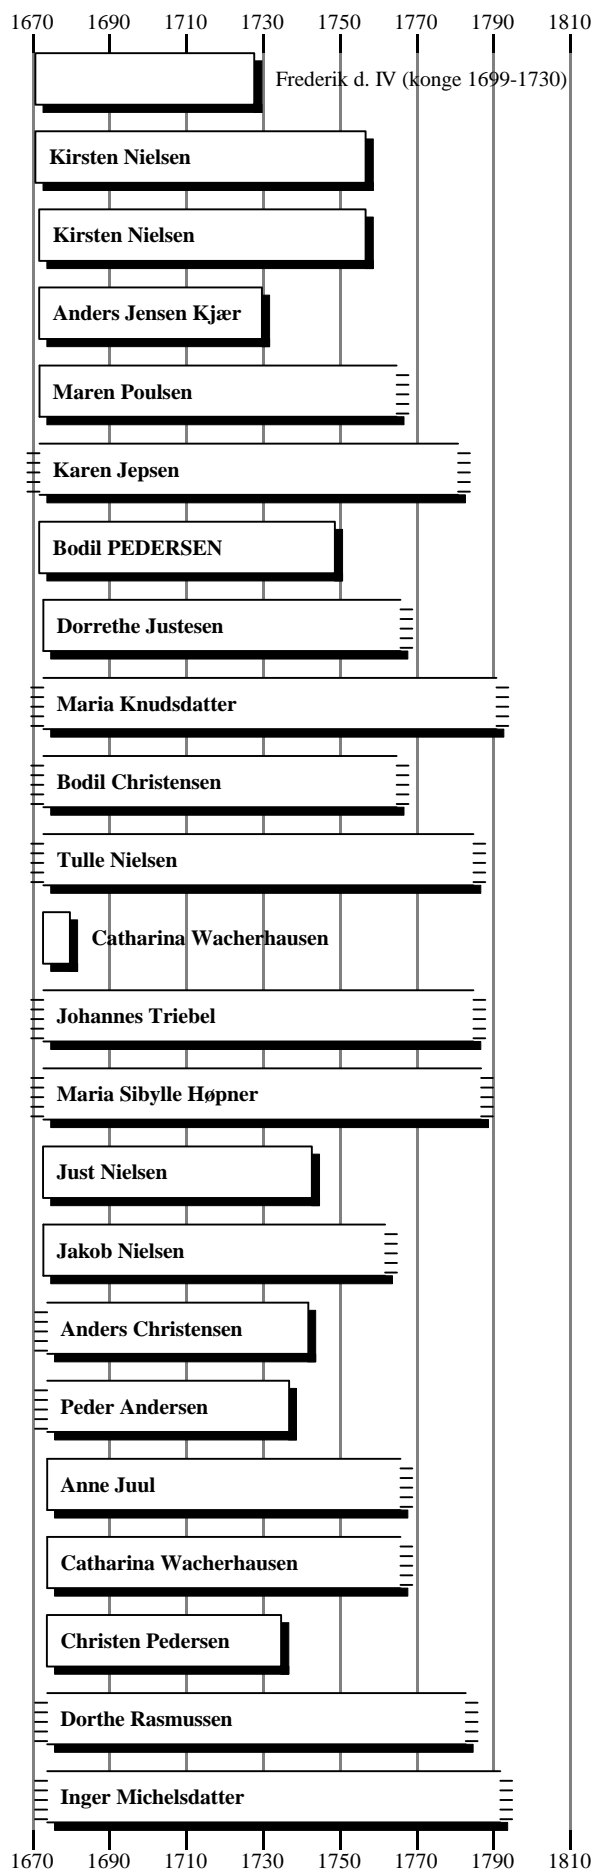 1670 1690 1710 1730 1750 1770 1790 1810
Frederik d. IV (konge 1699-1730)
Kirsten Nielsen
Kirsten Nielsen
Anders Jensen Kjær
Maren Poulsen
Karen Jepsen
Bodil PEDERSEN
Dorrethe Justesen
Maria Knudsdatter
Bodil Christensen
Tulle Nielsen
Catharina Wacherhausen
Johannes Triebel
Maria Sibylle Høpner
Just Nielsen
Jakob Nielsen
Anders Christensen
Peder Andersen
Anne Juul
Catharina Wacherhausen
Christen Pedersen
Dorthe Rasmussen
Inger Michelsdatter
1670 1690 1710 1730 1750 1770 1790 1810